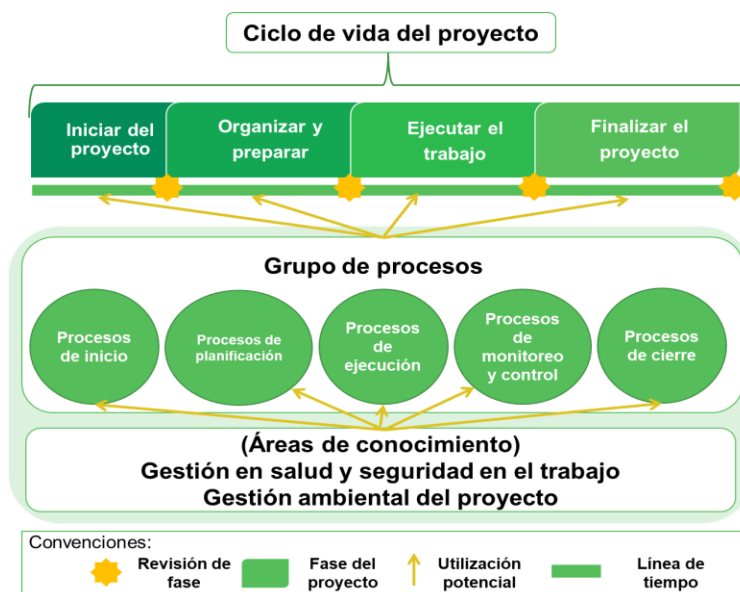 Ciclo de vida del proyecto
Iniciar del
proyecto
Organizar y
preparar
Ejecutar el
trabajo
Finalizar el
proyecto
Grupo de procesos
Procesos
de inicio
Procesos de
planificación
Procesos
de
ejecución
Procesos
de
monitoreo
y control
Procesos
de cierre
(Áreas de conocimiento)
Gestión en salud y seguridad en el trabajo
Gestión ambiental del proyecto
Convenciones:
Revisión de
fase
Fase del
proyecto
Utilización
potencial
Línea de
tiempo